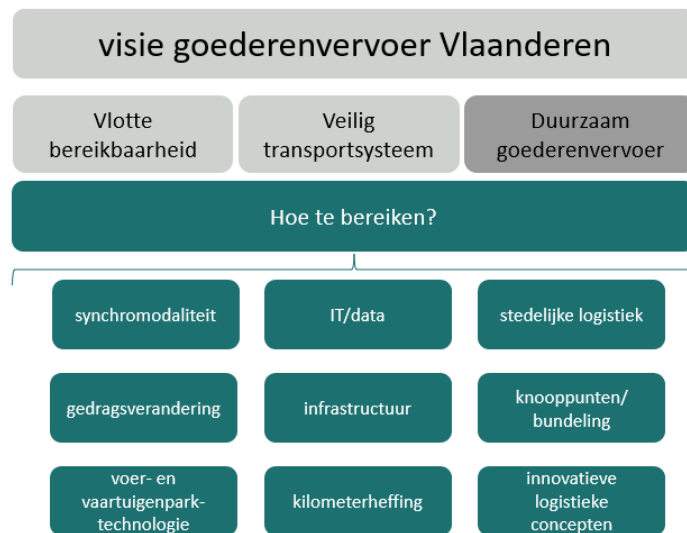 visie goederenvervoer Vlaanderen
Vlotte
bereikbaarheid
Veilig
transportsysteem
Duurzaam
goederenvervoer
Hoe te bereiken?
synchromodaliteit
IT/data
stedelijke logistiek
gedragsverandering
infrastructuur
knooppunten/
bundeling
voer- en
vaartuigenpark-
technologie
kilometerheffing
innovatieve
logistieke
concepten